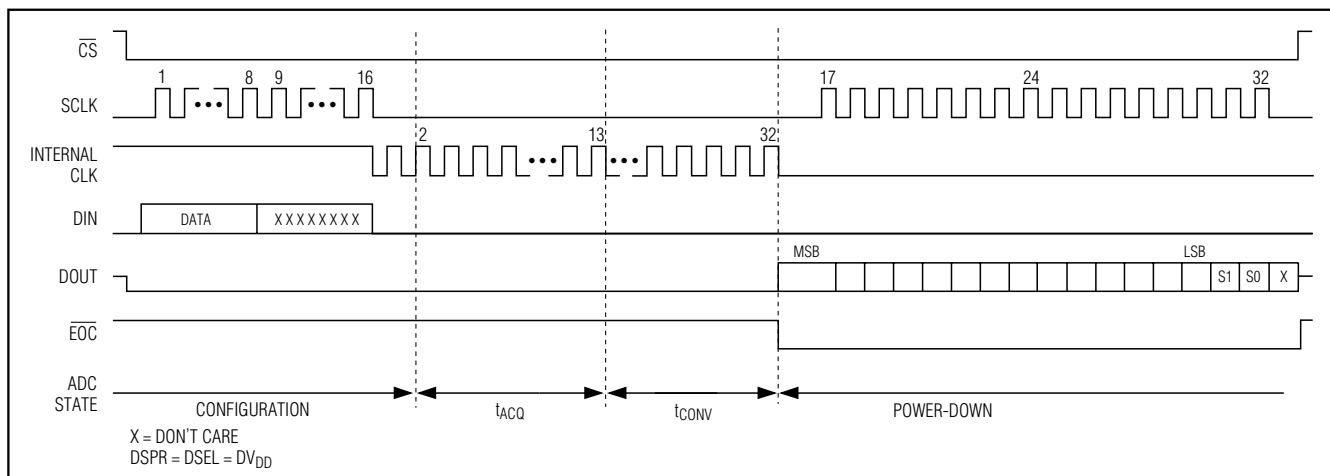 CS
1 8 9 16 17 24 32
SCLK
2 13 32
INTERNAL
CLK
DIN DATA X X X X X X X X
MSB LSB
DOUT S1 S0 X
EOC
ADC
STATE
CONFIGURATION tACQ tCONV POWER-DOWN
X = DON'T CARE
DSPR = DSEL = DVDD